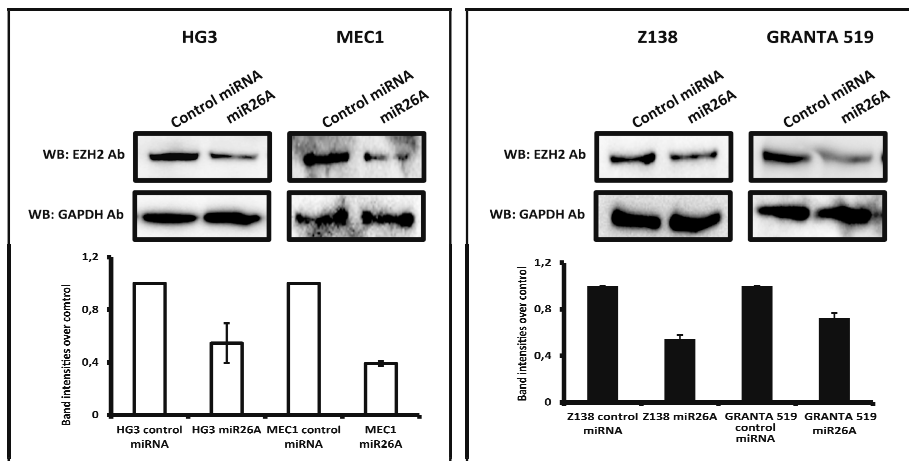 HG3
MEC1
Control miRNA
miR26A
Control miRNA
miR26A
WB: EZH2 Ab
WB: GAPDH Ab
Band intensities over comtrol
1,2
0,8
0,4
0
HG3 control
miRNA
HG3 miR26A
MEC1 control
miRNA
MEC1
miR26A
Z138
GRANTA 519
Control miRNA
miR26A
Control miRNA
miR26A
WB: EZH2 Ab
WB: GAPDH Ab
Band intensities over control
1,2
0,8
0,4
0
Z138 control
miRNA
Z138 miR26A
GRANTA 519
control
miRNA
GRANTA 519
miR26A